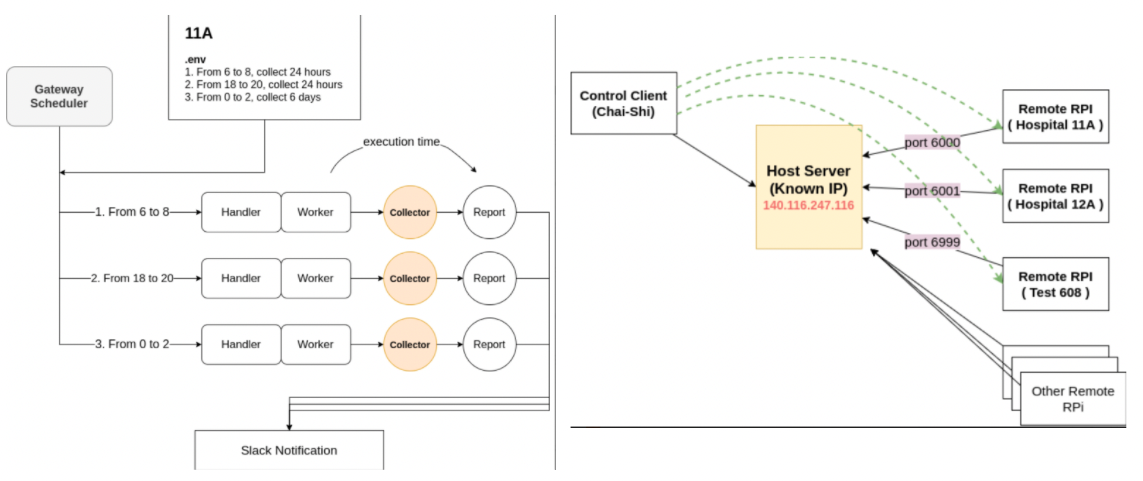 11A
.env
1. From 6 to 8, collect 24 hours
2. From 18 to 20, collect 24 hours
3. From 0 to 2, collect 6 days
Gateway
Scheduler
execution time
1. From 6 to 8
Handler
Worker
Collector
Report
2. From 18 to 20
Handler
Worker
Collector
Report
3. From 0 to 2
Handler
Worker
Collector
Report
Slack Notification
Control Client
(Chai-Shi)
Host Server
(Known IP)
140.116.247.116
port 6000
port 6001
port 6999
Remote RPI
( Hospital 11A )
Remote RPI
( Hospital 12A )
Remote RPI
( Test 608 )
Other Remote
RPi